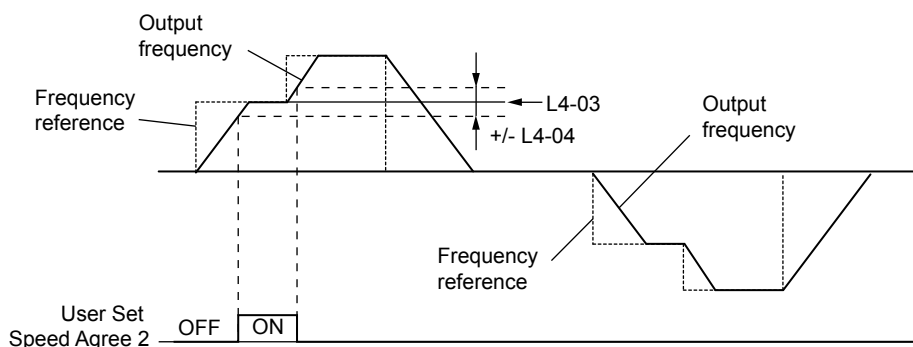 Output
frequency
Frequency
reference
L4-03
+/- L4-04
Output
frequency
Frequency
reference
User Set
Speed Agree 2
OFF
ON